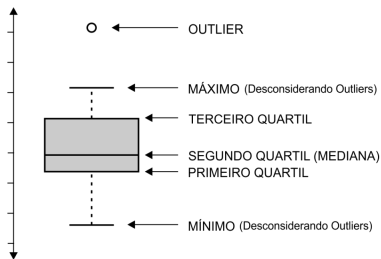 OUTLIER
MÁXIMO (Desconsiderando Outliers)
TERCEIRO QUARTIL
SEGUNDO QUARTIL (MEDIANA)
PRIMEIRO QUARTIL
MÍNIMO (Desconsiderando Outliers)